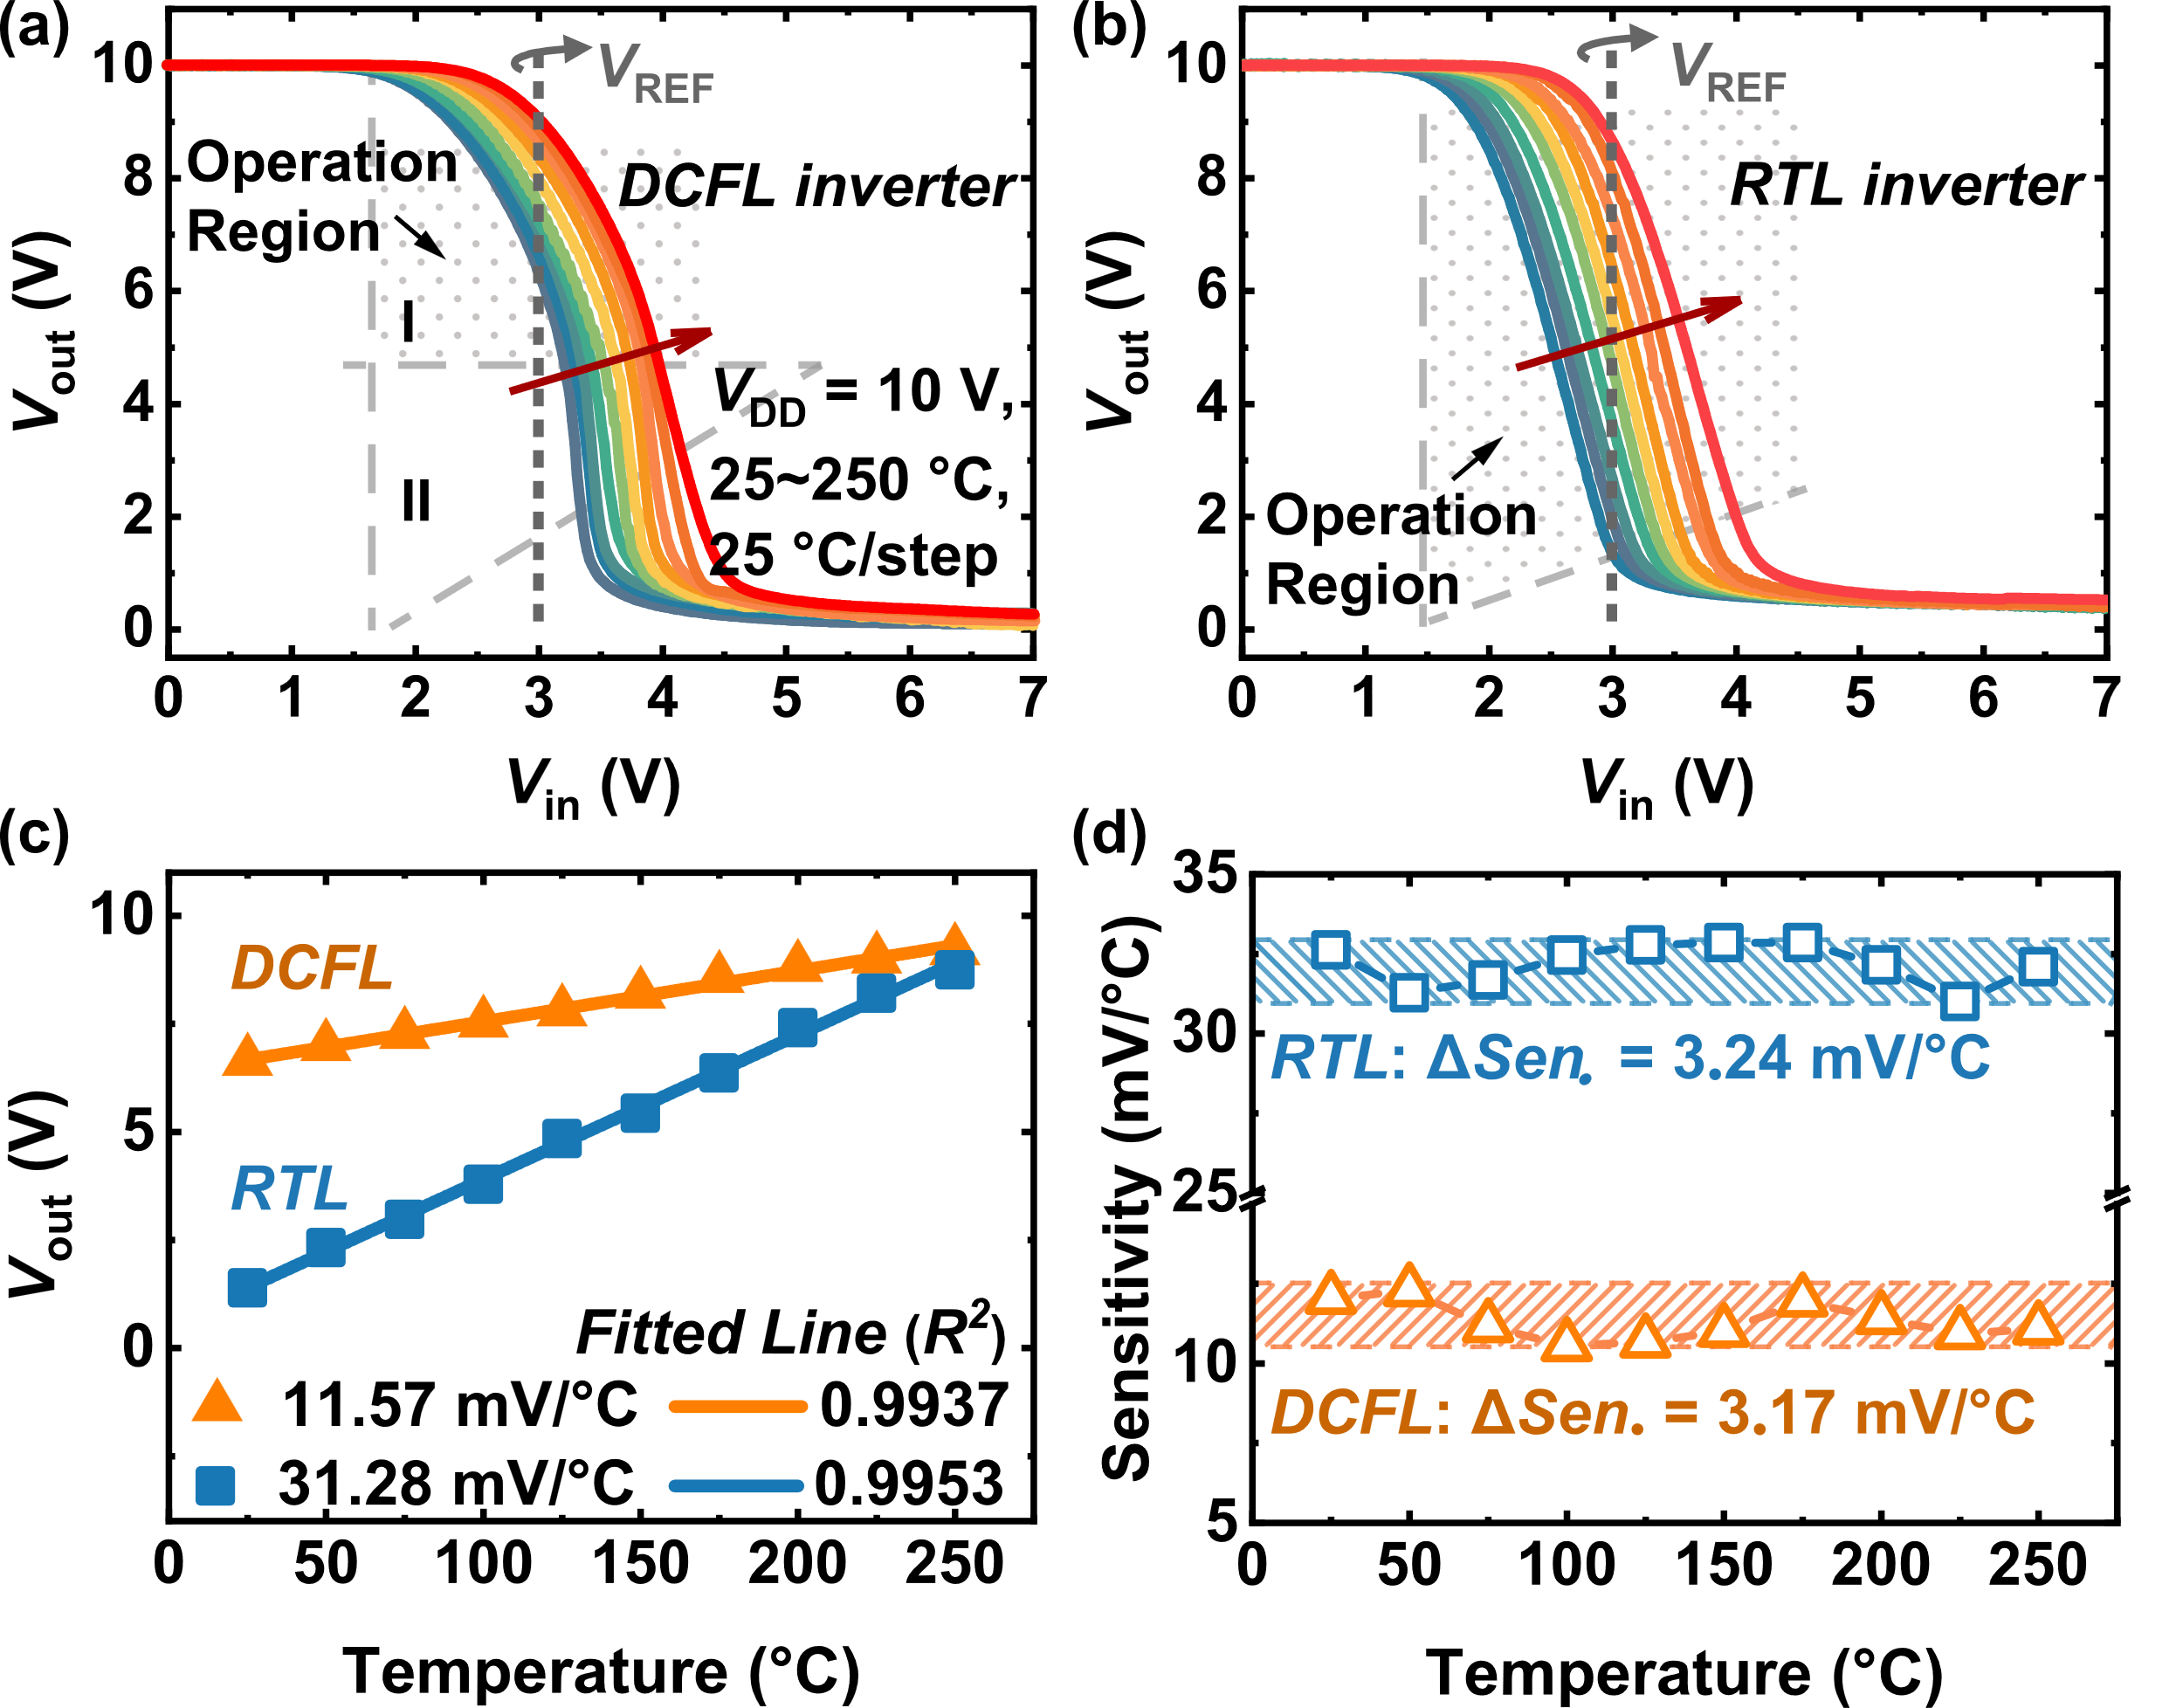 (a)
10
8
6
4
2
0
V_out (V)
V_REF
Operation
Region
DCFL inverter
I
II
V_DD = 10 V,
25~250 °C,
25 °C/step
0 1 2 3 4 5 6 7
V_in (V)
(b)
10
8
6
4
2
0
V_out (V)
V_REF
RTL inverter
Operation
Region
0 1 2 3 4 5 6 7
V_in (V)
(c)
10
5
0
V_out (V)
DCFL
RTL
Fitted Line (R²)
11.57 mV/°C 0.9937
31.28 mV/°C 0.9953
0 50 100 150 200 250
Temperature (°C)
(d)
35
30
25
10
5
Sensitivity (mV/°C)
RTL: ΔSen. = 3.24 mV/°C
DCFL: ΔSen. = 3.17 mV/°C
0 50 100 150 200 250
Temperature (°C)